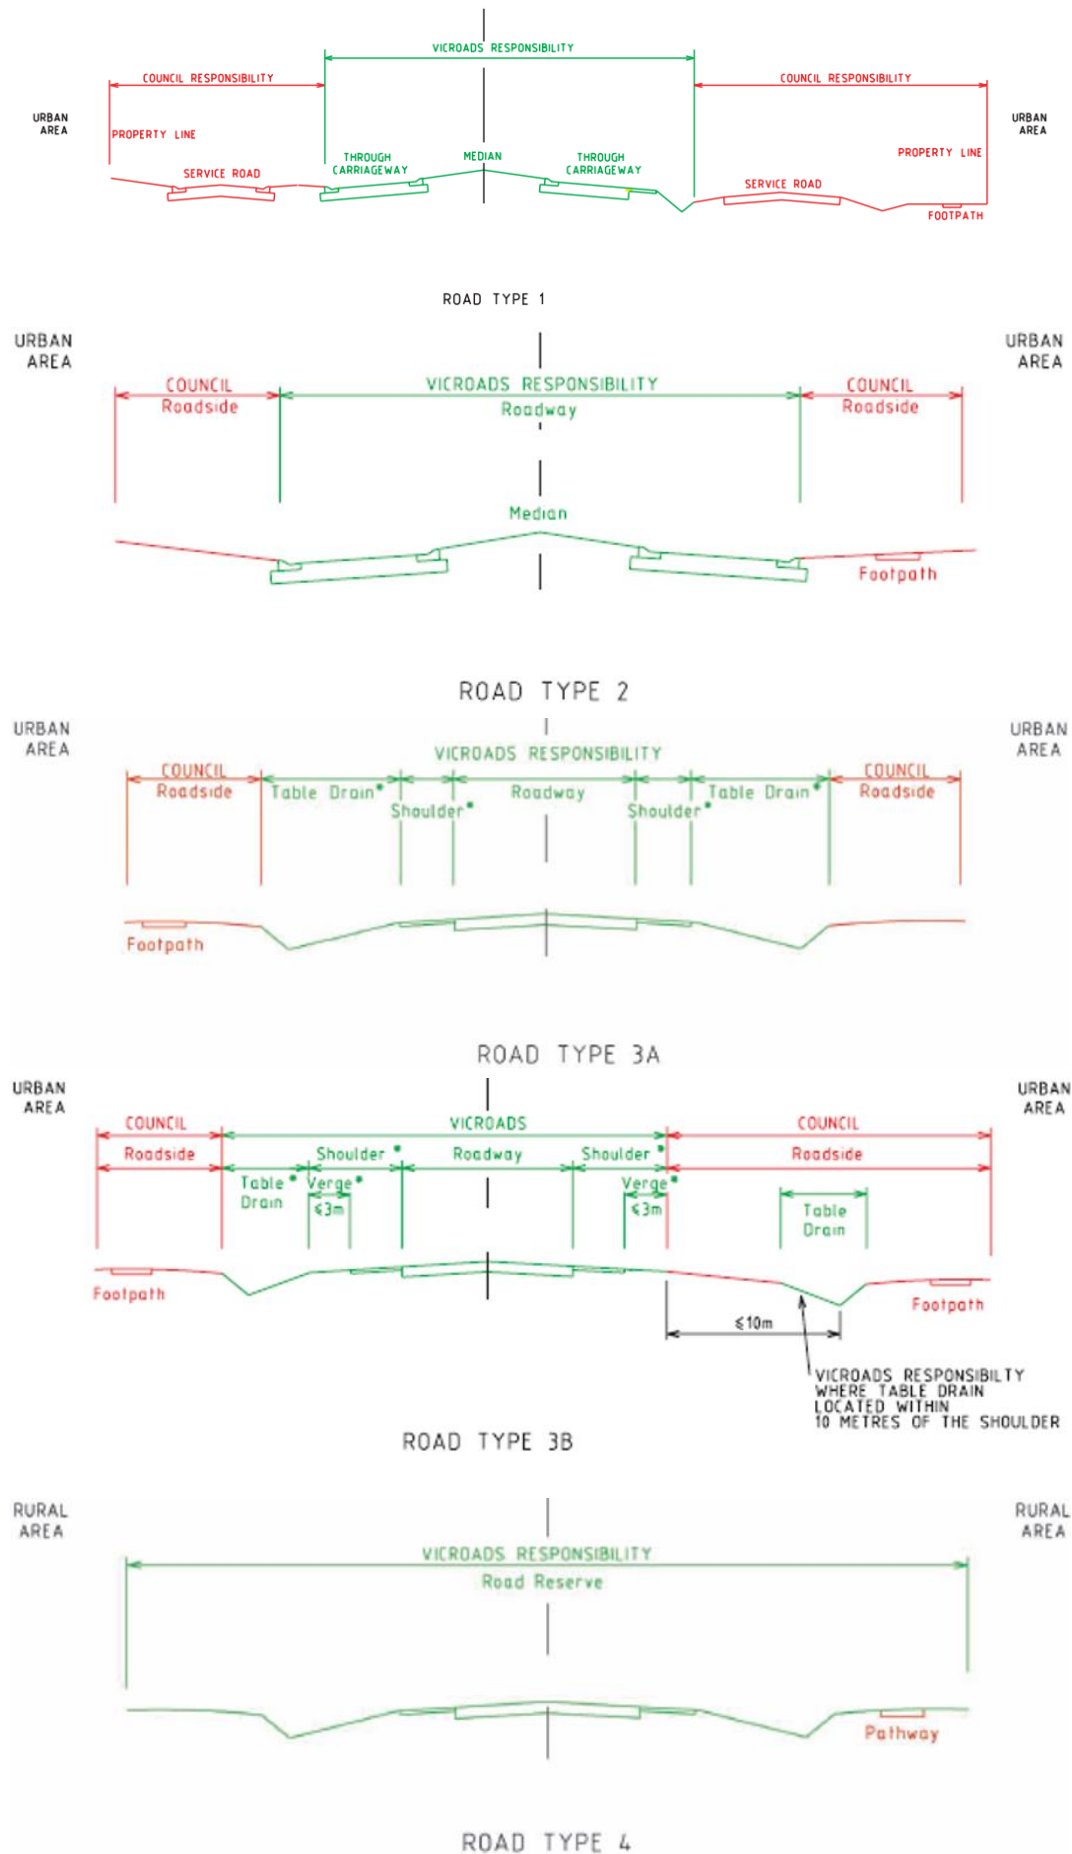 VICROADS RESPONSIBILITY
COUNCIL RESPONSIBILITY
COUNCIL RESPONSIBILITY
URBAN
AREA
URBAN
AREA
PROPERTY LINE
PROPERTY LINE
THROUGH
CARRIAGEWAY
MEDIAN
THROUGH
CARRIAGEWAY
SERVICE ROAD
SERVICE ROAD
FOOTPATH
ROAD TYPE 1
URBAN
AREA
URBAN
AREA
COUNCIL
Roadside
VICROADS RESPONSIBILITY
Roadway
COUNCIL
Roadside
Median
Footpath
ROAD TYPE 2
URBAN
AREA
URBAN
AREA
VICROADS RESPONSIBILITY
COUNCIL
Roadside
Table Drain*
Shoulder*
Roadway
Shoulder*
Table Drain*
COUNCIL
Roadside
Footpath
ROAD TYPE 3A
URBAN
AREA
URBAN
AREA
COUNCIL
VICROADS
COUNCIL
Roadside
Shoulder *
Roadway
Shoulder *
Roadside
Table *
Drain
Verge*
≤3m
Verge*
≤3m
Table
Drain
Footpath
Footpath
≤10m
VICROADS RESPONSIBILTY
WHERE TABLE DRAIN
LOCATED WITHIN
10 METRES OF THE SHOULDER
ROAD TYPE 3B
RURAL
AREA
RURAL
AREA
VICROADS RESPONSIBILITY
Road Reserve
Pathway
ROAD TYPE 4